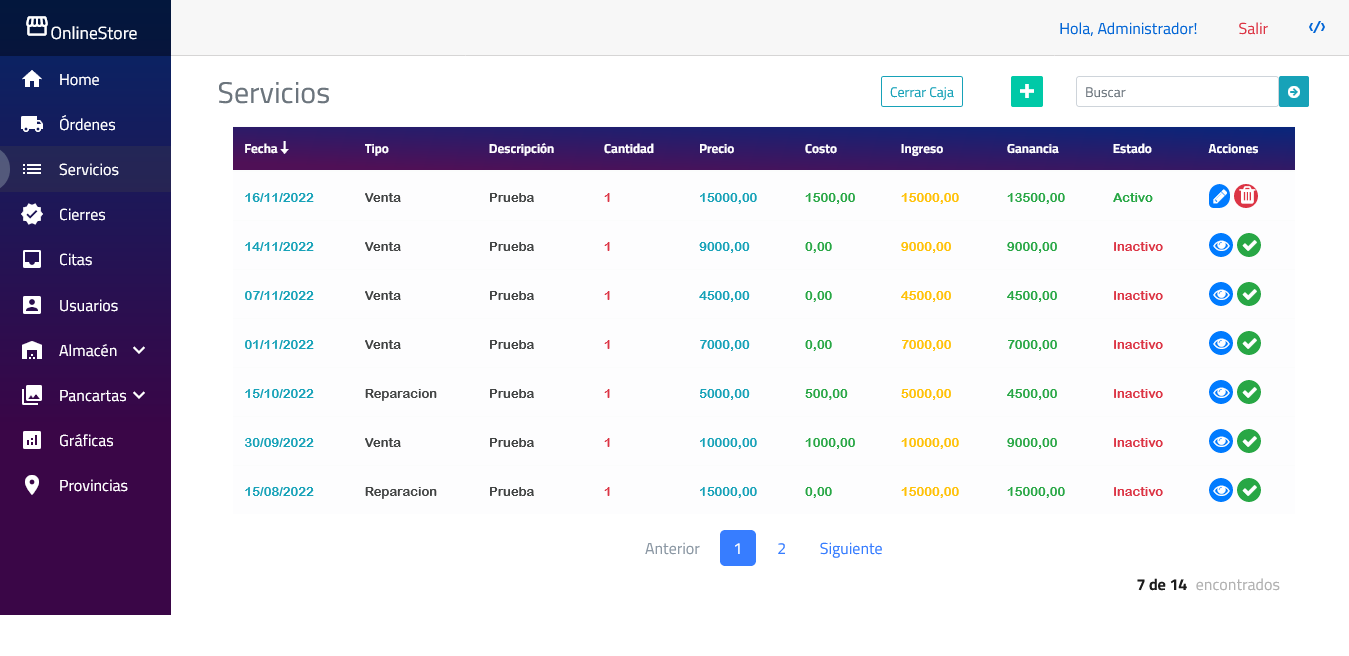 OnlineStore
Hola, Administrador! Salir
Home
Órdenes
Servicios
Cierres
Citas
Usuarios
Almacén
Pancartas
Gráficas
Provincias
Servicios
Cerrar Caja
Buscar
Fecha Tipo Descripción Cantidad Precio Costo Ingreso Ganancia Estado Acciones
16/11/2022 Venta Prueba 1 15000,00 1500,00 15000,00 13500,00 Activo
14/11/2022 Venta Prueba 1 9000,00 0,00 9000,00 9000,00 Inactivo
07/11/2022 Venta Prueba 1 4500,00 0,00 4500,00 4500,00 Inactivo
01/11/2022 Venta Prueba 1 7000,00 0,00 7000,00 7000,00 Inactivo
15/10/2022 Reparacion Prueba 1 5000,00 500,00 5000,00 4500,00 Inactivo
30/09/2022 Venta Prueba 1 10000,00 1000,00 10000,00 9000,00 Inactivo
15/08/2022 Reparacion Prueba 1 15000,00 0,00 15000,00 15000,00 Inactivo
Anterior 1 2 Siguiente
7 de 14 encontrados